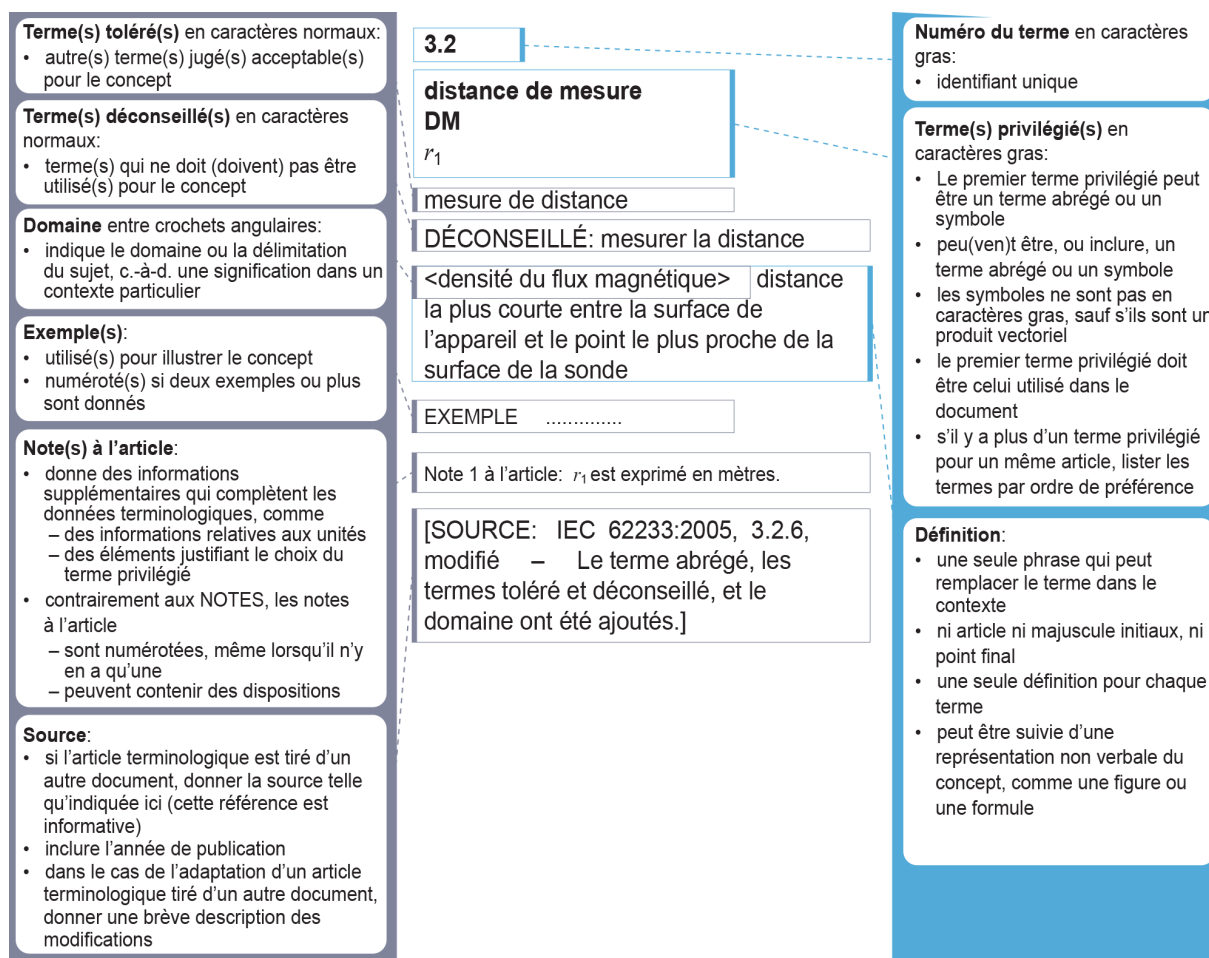 Terme(s) toléré(s) en caractères normaux:
• autre(s) terme(s) jugé(s) acceptable(s)
pour le concept
Terme(s) déconseillé(s) en caractères
normaux:
• terme(s) qui ne doit (doivent) pas être
utilisé(s) pour le concept
Domaine entre crochets angulaires:
• indique le domaine ou la délimitation
du sujet, c.-à-d. une signification dans un
contexte particulier
Exemple(s):
• utilisé(s) pour illustrer le concept
• numéroté(s) si deux exemples ou plus
sont donnés
Note(s) à l’article:
• donne des informations
supplémentaires qui complètent les
données terminologiques, comme
– des informations relatives aux unités
– des éléments justifiant le choix du
terme privilégié
• contrairement aux NOTES, les notes
à l’article
– sont numérotées, même lorsqu’il n’y
en a qu’une
– peuvent contenir des dispositions
Source:
• si l’article terminologique est tiré d’un
autre document, donner la source telle
qu’indiquée ici (cette référence est
informative)
• inclure l’année de publication
• dans le cas de l’adaptation d’un article
terminologique tiré d’un autre document,
donner une brève description des
modifications
3.2
distance de mesure
DM
r1
mesure de distance
DÉCONSEILLÉ: mesurer la distance
<densité du flux magnétique> distance
la plus courte entre la surface de
l’appareil et le point le plus proche de la
surface de la sonde
EXEMPLE ..............
Note 1 à l’article: r1 est exprimé en mètres.
[SOURCE: IEC 62233:2005, 3.2.6,
modifié – Le terme abrégé, les
termes toléré et déconseillé, et le
domaine ont été ajoutés.]
Numéro du terme en caractères
gras:
• identifiant unique
Terme(s) privilégié(s) en
caractères gras:
• Le premier terme privilégié peut
être un terme abrégé ou un
symbole
• peu(ven)t être, ou inclure, un
terme abrégé ou un symbole
• les symboles ne sont pas en
caractères gras, sauf s’ils sont un
produit vectoriel
• le premier terme privilégié doit
être celui utilisé dans le
document
• s’il y a plus d’un terme privilégié
pour un même article, lister les
termes par ordre de préférence
Définition:
• une seule phrase qui peut
remplacer le terme dans le
contexte
• ni article ni majuscule initiaux, ni
point final
• une seule définition pour chaque
terme
• peut être suivie d’une
représentation non verbale du
concept, comme une figure ou
une formule